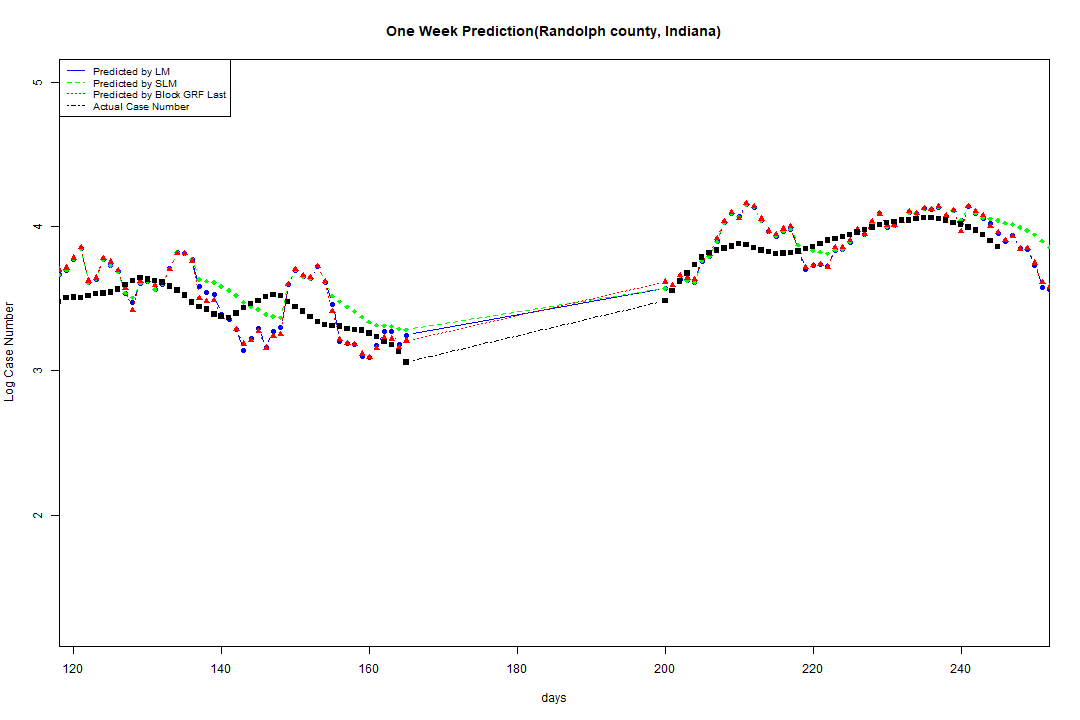 One Week Prediction(Randolph county, Indiana)
Predicted by LM
Predicted by SLM
Predicted by Block GRF Last
Actual Case Number
5
4
3
2
Log Case Number
120 140 160 180 200 220 240
days